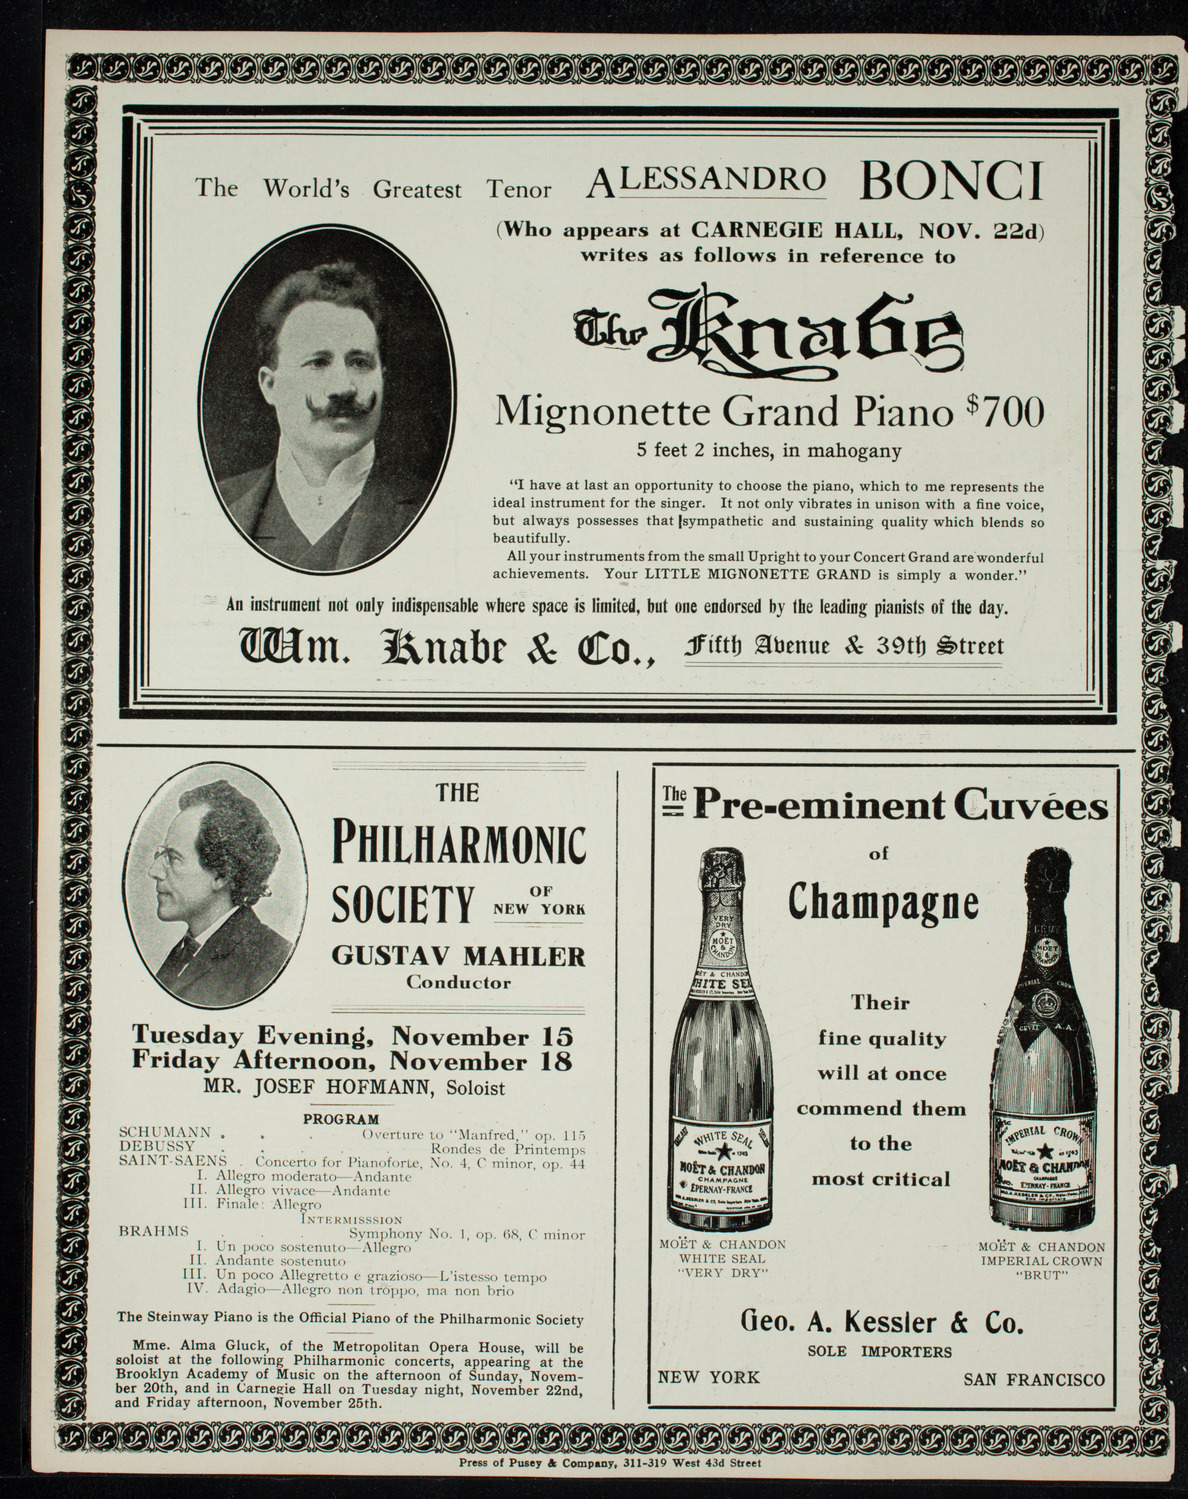 The World's Greatest Tenor ALESSANDRO BONCI
(Who appears at CARNEGIE HALL, NOV. 22d)
writes as follows in reference to
The Knabe
Mignonette Grand Piano $700
5 feet 2 inches, in mahogany
"I have at last an opportunity to choose the piano, which to me represents the
ideal instrument for the singer. It not only vibrates in unison with a fine voice,
but always possesses that sympathetic and sustaining quality which blends so
beautifully.
All your instruments from the small Upright to your Concert Grand are wonderful
achievements. Your LITTLE MIGNONETTE GRAND is simply a wonder."
An instrument not only indispensable where space is limited, but one endorsed by the leading pianists of the day.
Wm. Knabe & Co., Fifth Avenue & 39th Street
THE
PHILHARMONIC
SOCIETY OF NEW YORK
GUSTAV MAHLER
Conductor
Tuesday Evening, November 15
Friday Afternoon, November 18
MR. JOSEF HOFMANN, Soloist
PROGRAM
SCHUMANN . . . Overture to "Manfred," op. 115
DEBUSSY . . . . Rondes de Printemps
SAINT-SAENS . Concerto for Pianoforte, No. 4, C minor, op. 44
I. Allegro moderato—Andante
II. Allegro vivace—Andante
III. Finale: Allegro
INTERMISSSION
BRAHMS . . . Symphony No. 1, op. 68, C minor
I. Un poco sostenuto—Allegro
II. Andante sostenuto
III. Un poco Allegretto e grazioso—L'istesso tempo
IV. Adagio—Allegro non troppo, ma non brio
The Steinway Piano is the Official Piano of the Philharmonic Society
Mme. Alma Gluck, of the Metropolitan Opera House, will be
soloist at the following Philharmonic concerts, appearing at the
Brooklyn Academy of Music on the afternoon of Sunday, Novem-
ber 20th, and in Carnegie Hall on Tuesday night, November 22nd,
and Friday afternoon, November 25th.
The Pre-eminent Cuvées
of
Champagne
Their
fine quality
will at once
commend them
to the
most critical
VERY
DRY
MOËT
&
CHANDON
WHITE SEAL
MOËT & CHANDON
CHAMPAGNE
ÉPERNAY-FRANCE
BRUT
MOËT
IMPERIAL CROWN
MOËT & CHANDON
CHAMPAGNE
ÉPERNAY-FRANCE
MOËT & CHANDON
WHITE SEAL
"VERY DRY"
MOËT & CHANDON
IMPERIAL CROWN
"BRUT"
Geo. A. Kessler & Co.
SOLE IMPORTERS
NEW YORK SAN FRANCISCO
Press of Pusey & Company, 311-319 West 43d Street